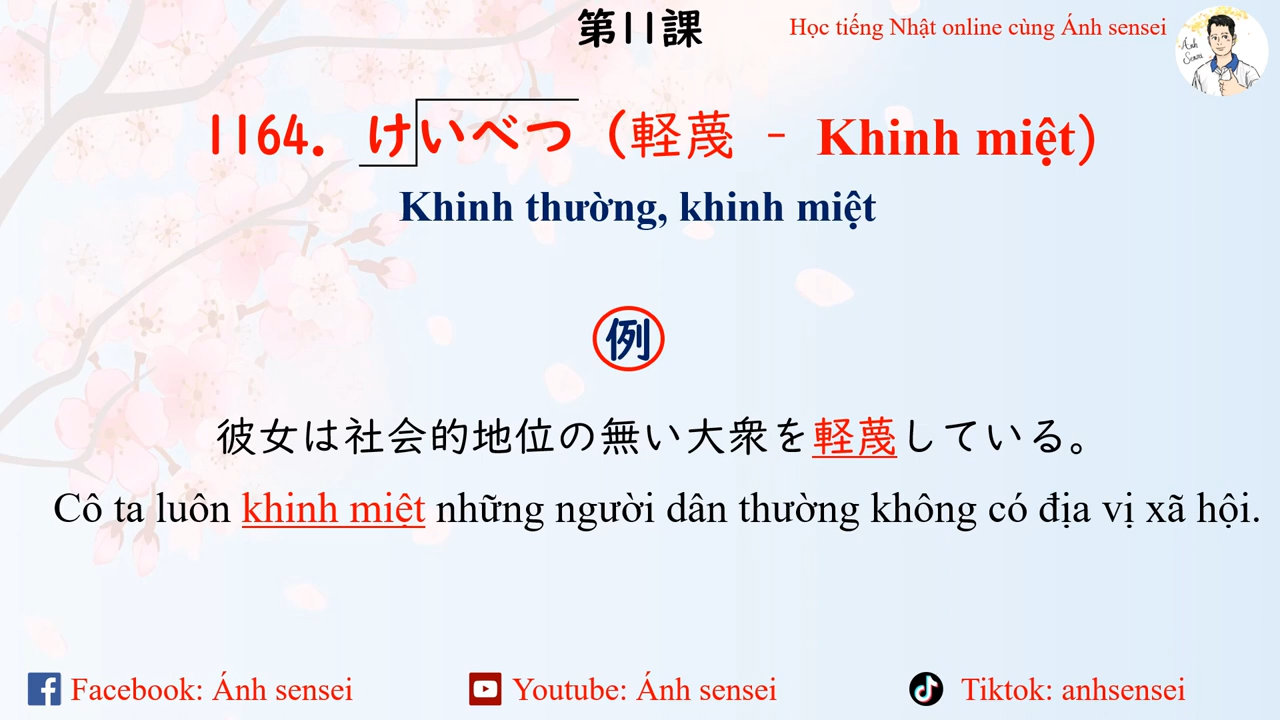 第11課
Học tiếng Nhật online cùng Ánh sensei
Ánh Sensei
1164. けいべつ (軽蔑 - Khinh miệt)
Khinh thường, khinh miệt
例
彼女は社会的地位の無い大衆を軽蔑している。
Cô ta luôn khinh miệt những người dân thường không có địa vị xã hội.
Facebook: Ánh sensei
Youtube: Ánh sensei
Tiktok: anhsensei